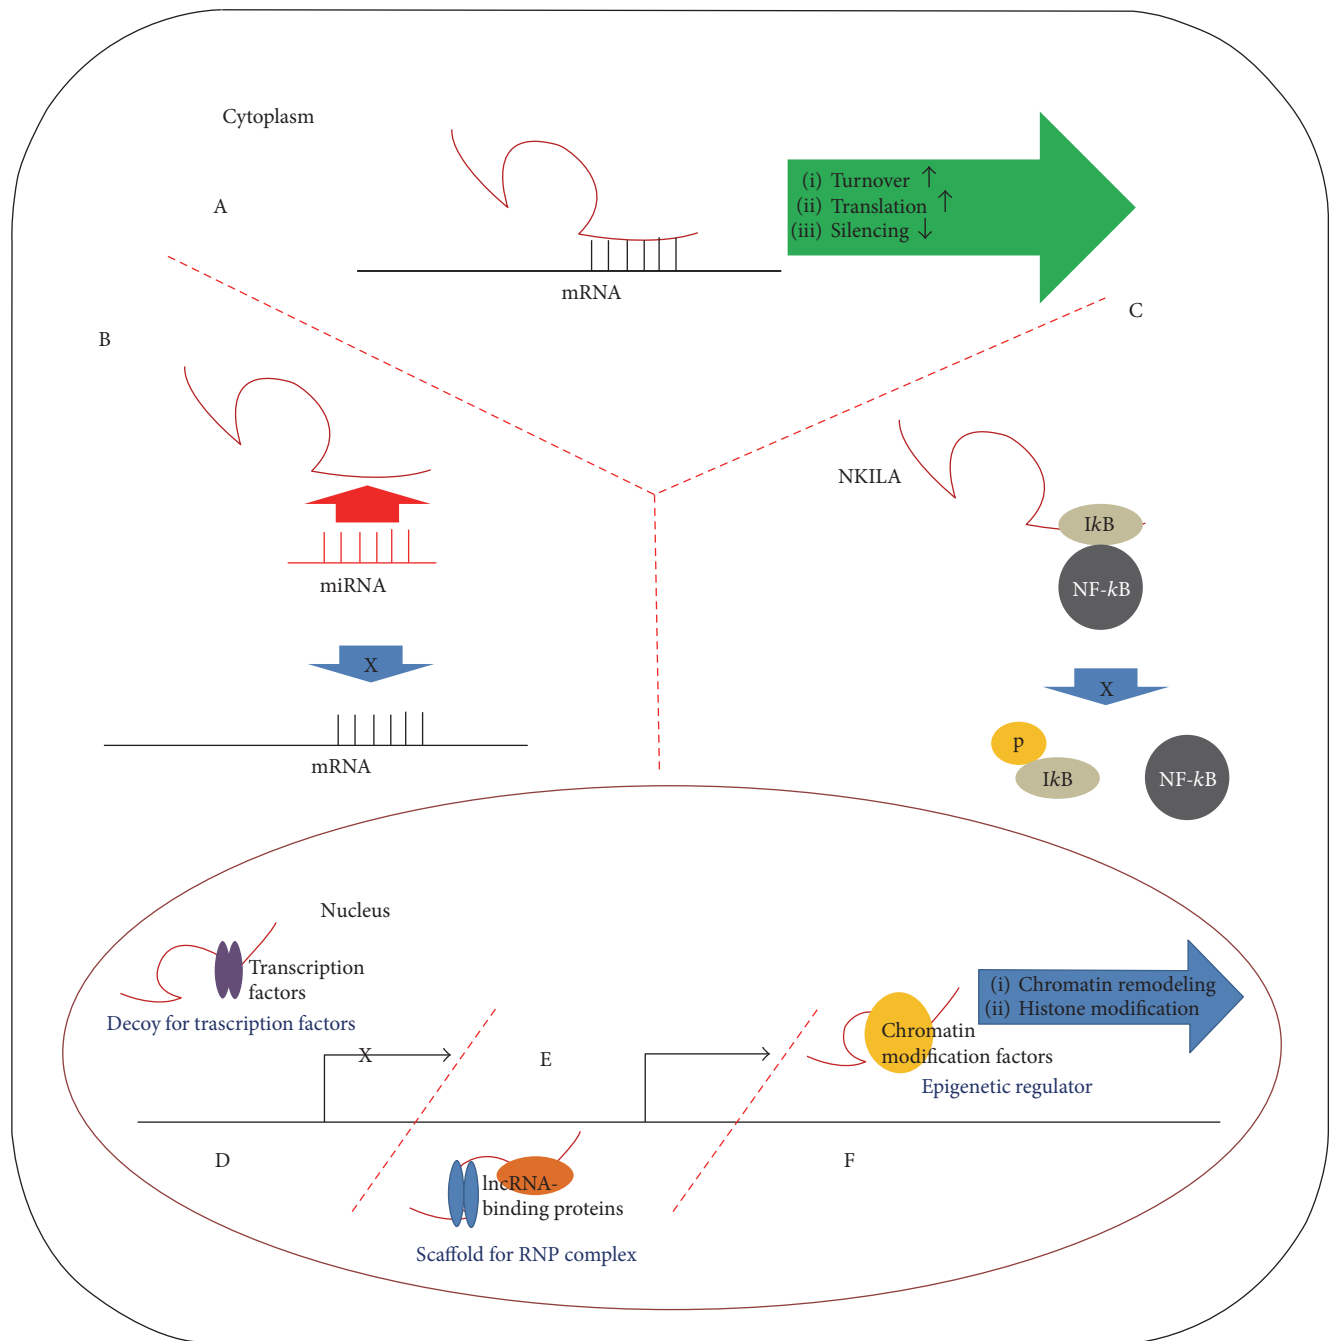 Cytoplasm
A
(i) Turnover ↑
(ii) Translation ↑
(iii) Silencing ↓
mRNA
B
miRNA
X
mRNA
C
NKILA
IkB
NF-kB
X
p
IkB
NF-kB
Nucleus
Transcription
factors
Decoy for trascription factors
X
D
E
lncRNA-
binding proteins
Scaffold for RNP complex
Chromatin
modification factors
Epigenetic regulator
(i) Chromatin remodeling
(ii) Histone modification
F